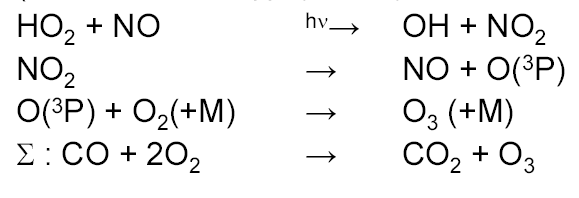 HO₂ + NO hν→ OH + NO₂
NO₂ → NO + O(³P)
O(³P) + O₂(+M) → O₃ (+M)
Σ : CO + 2O₂ → CO₂ + O₃